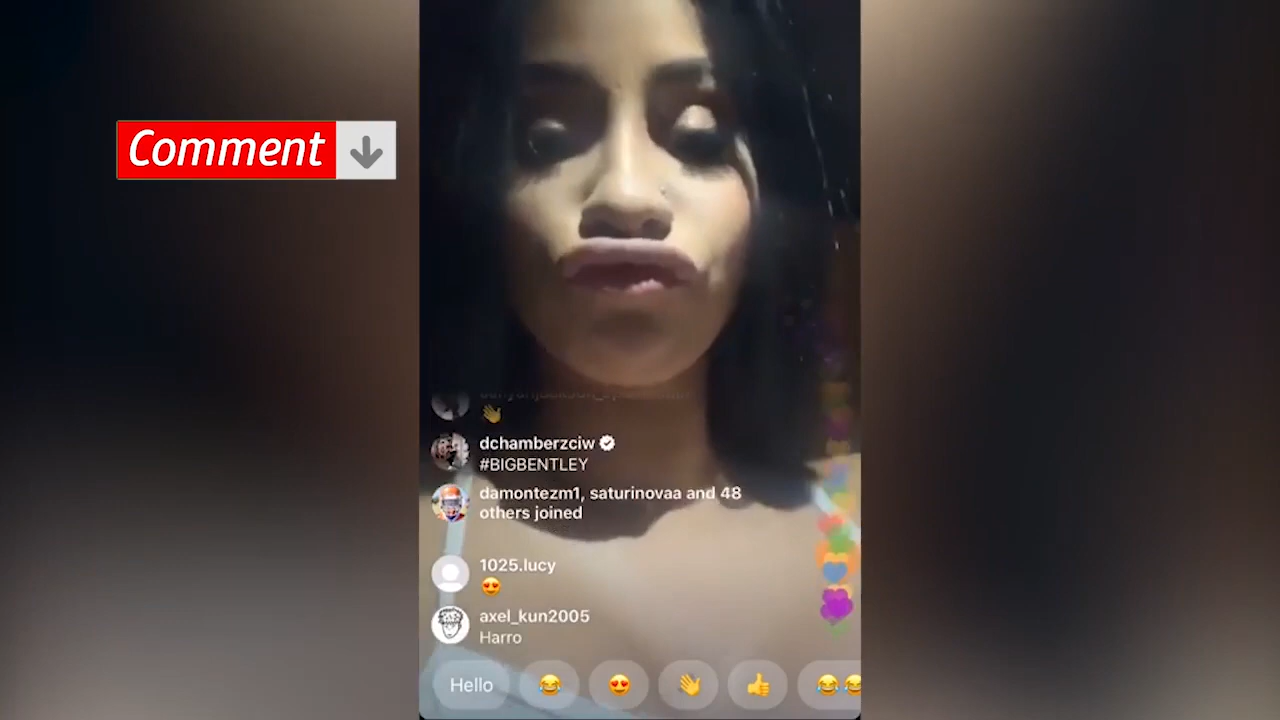 Comment
dchamberzciw
#BIGBENTLEY
damontezm1, saturinovaa and 48
others joined
1025.lucy
axel_kun2005
Harro
Hello